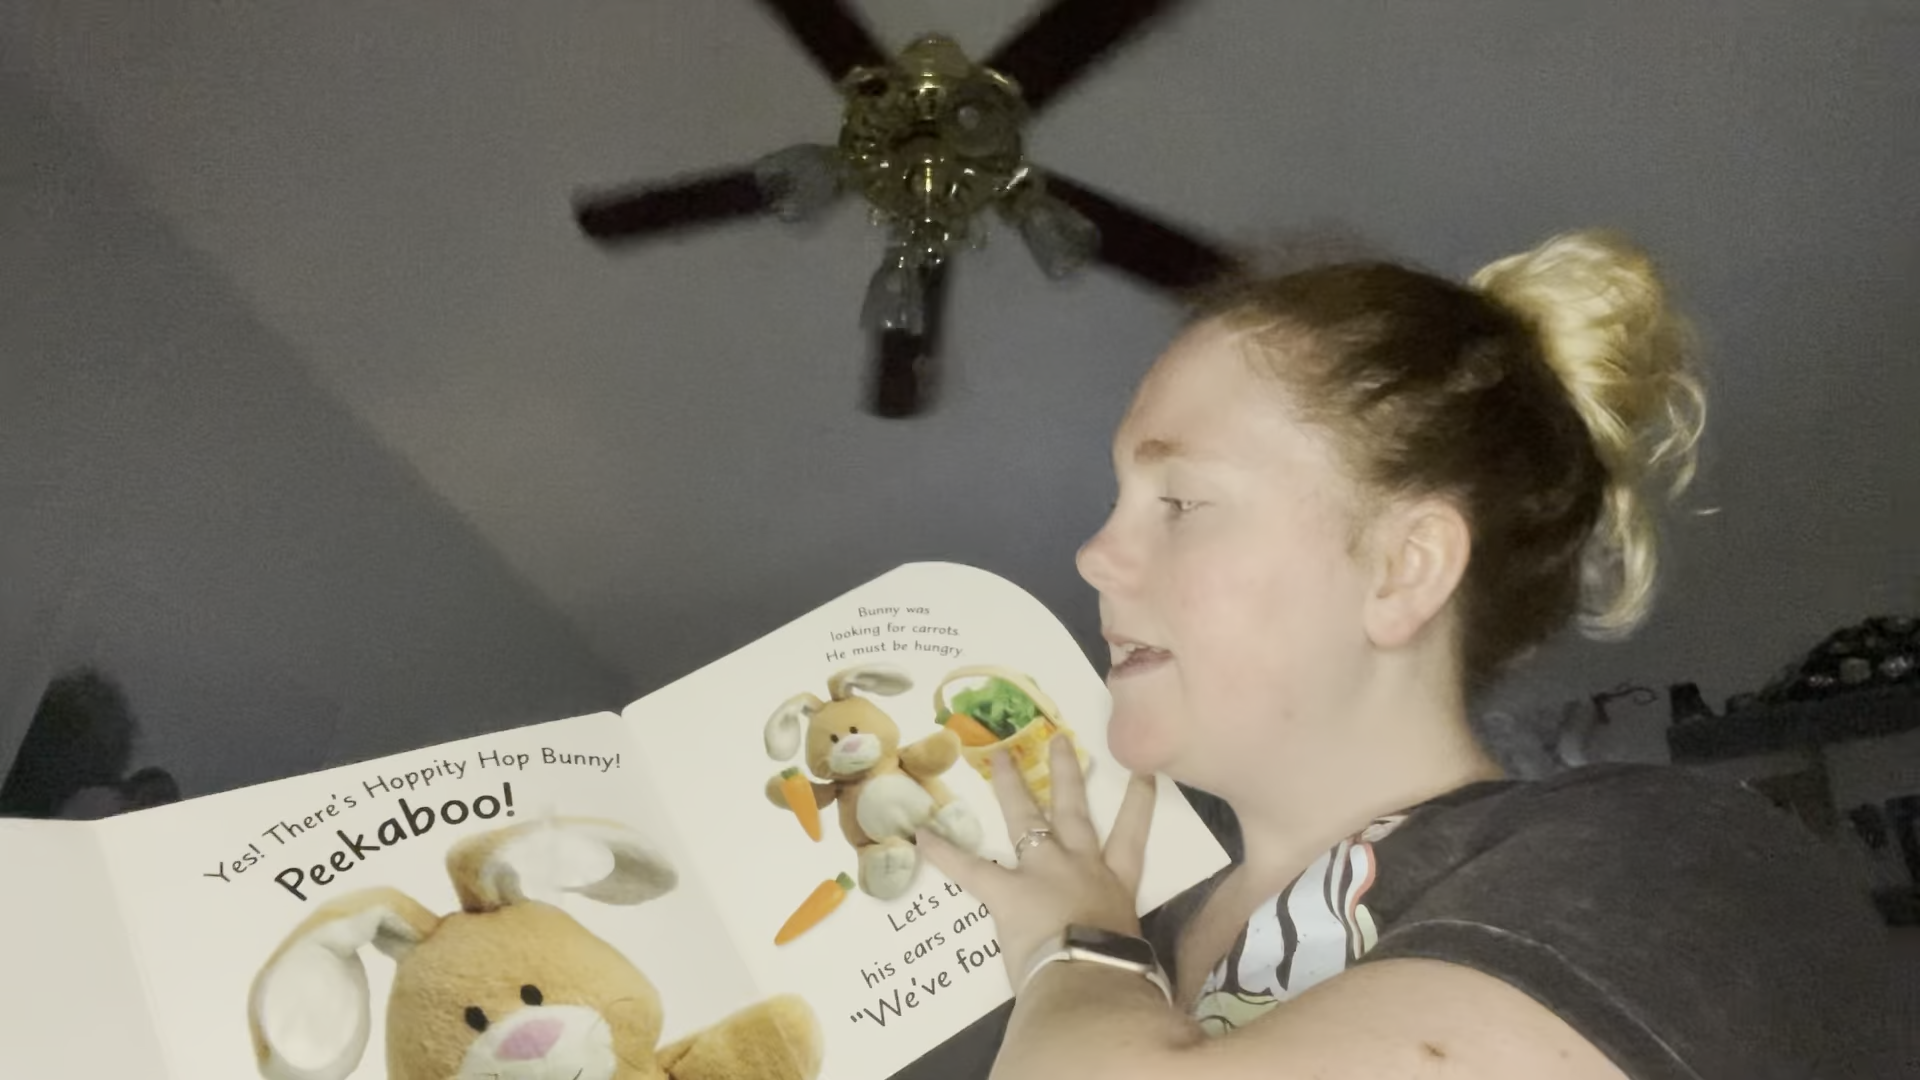 Yes! There's Hoppity Hop Bunny!
Peekaboo!
Bunny was
looking for carrots.
He must be hungry.
Let's
his ears and
"We've